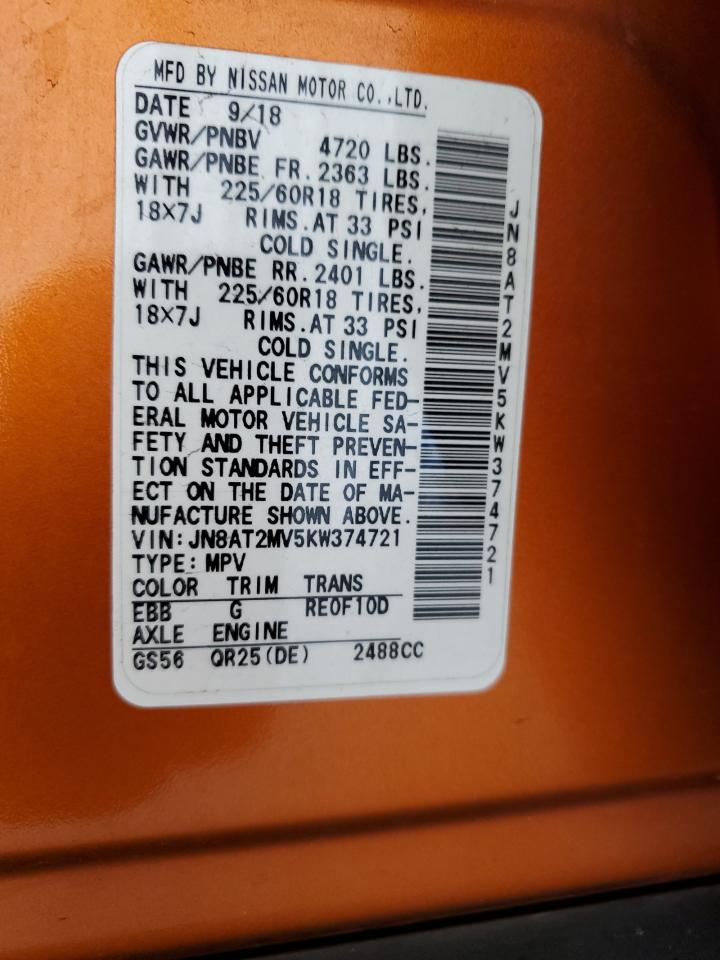 MFD BY NISSAN MOTOR CO.,LTD.
DATE 9/18
GVWR/PNBV 4720 LBS.
GAWR/PNBE FR. 2363 LBS.
WITH 225/60R18 TIRES,
18X7J RIMS.AT 33 PSI
COLD SINGLE.
GAWR/PNBE RR. 2401 LBS.
WITH 225/60R18 TIRES,
18X7J RIMS.AT 33 PSI
COLD SINGLE.
THIS VEHICLE CONFORMS
TO ALL APPLICABLE FED-
ERAL MOTOR VEHICLE SA-
FETY AND THEFT PREVEN-
TION STANDARDS IN EFF-
ECT ON THE DATE OF MA-
NUFACTURE SHOWN ABOVE.
VIN:JN8AT2MV5KW374721
TYPE:MPV
COLOR TRIM TRANS
EBB G RE0F10D
AXLE ENGINE
GS56 QR25(DE) 2488CC
JN8AT2MV5KW374721